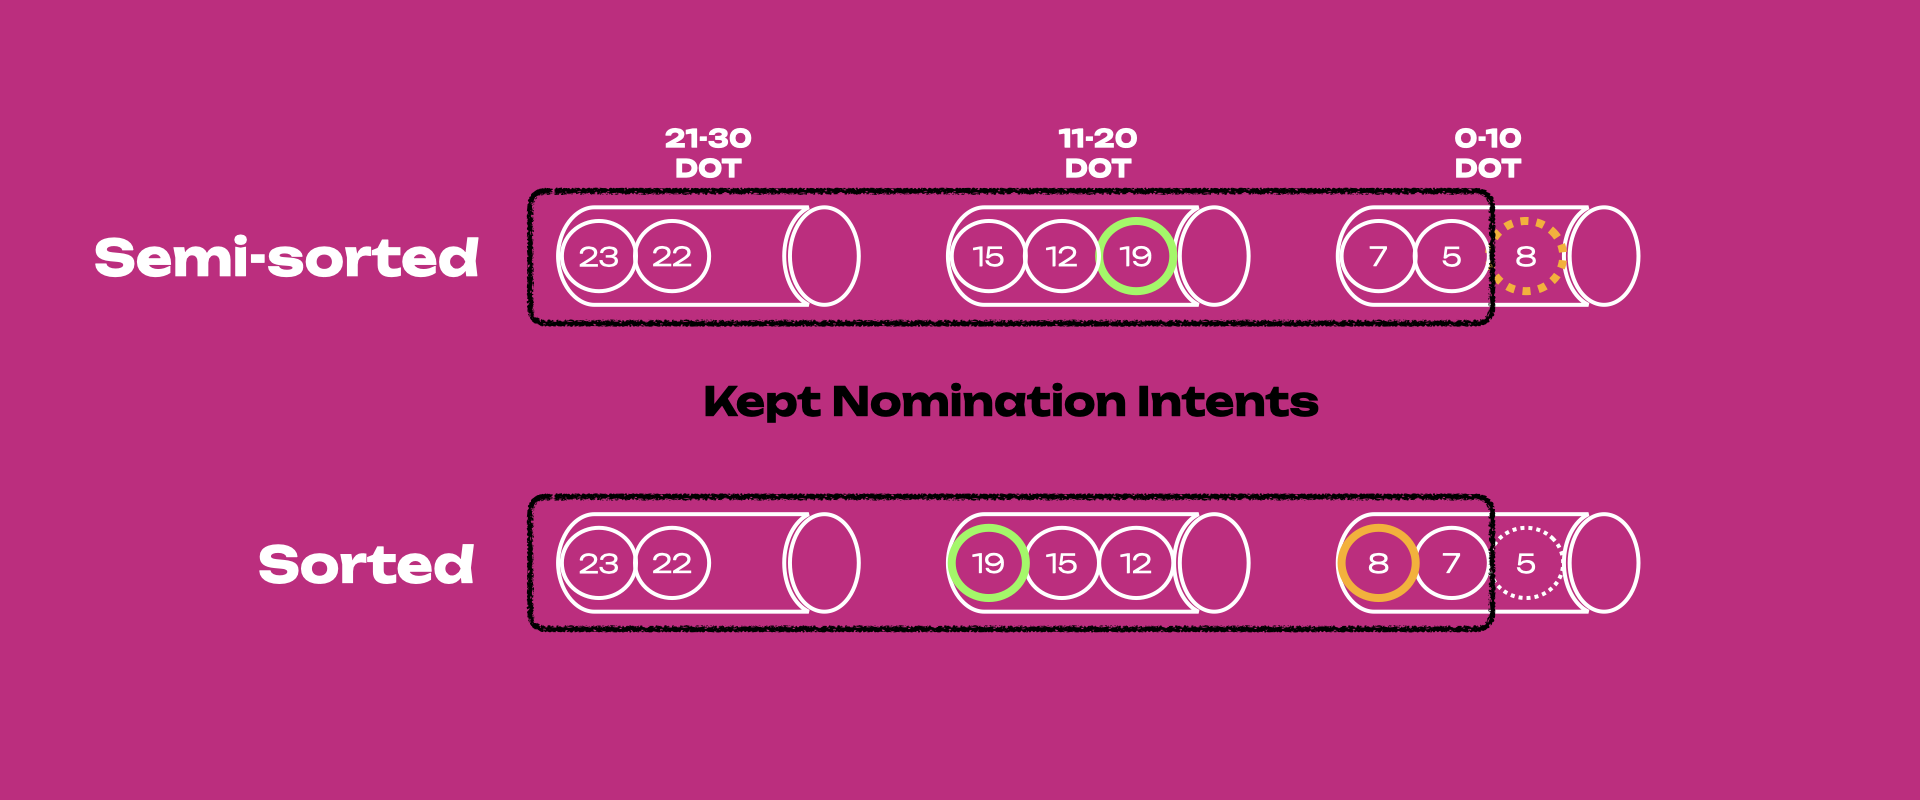 21-30
DOT
11-20
DOT
0-10
DOT
Semi-sorted
23 22
15 12 19
7 5 8
Kept Nomination Intents
Sorted
23 22
19 15 12
8 7 5